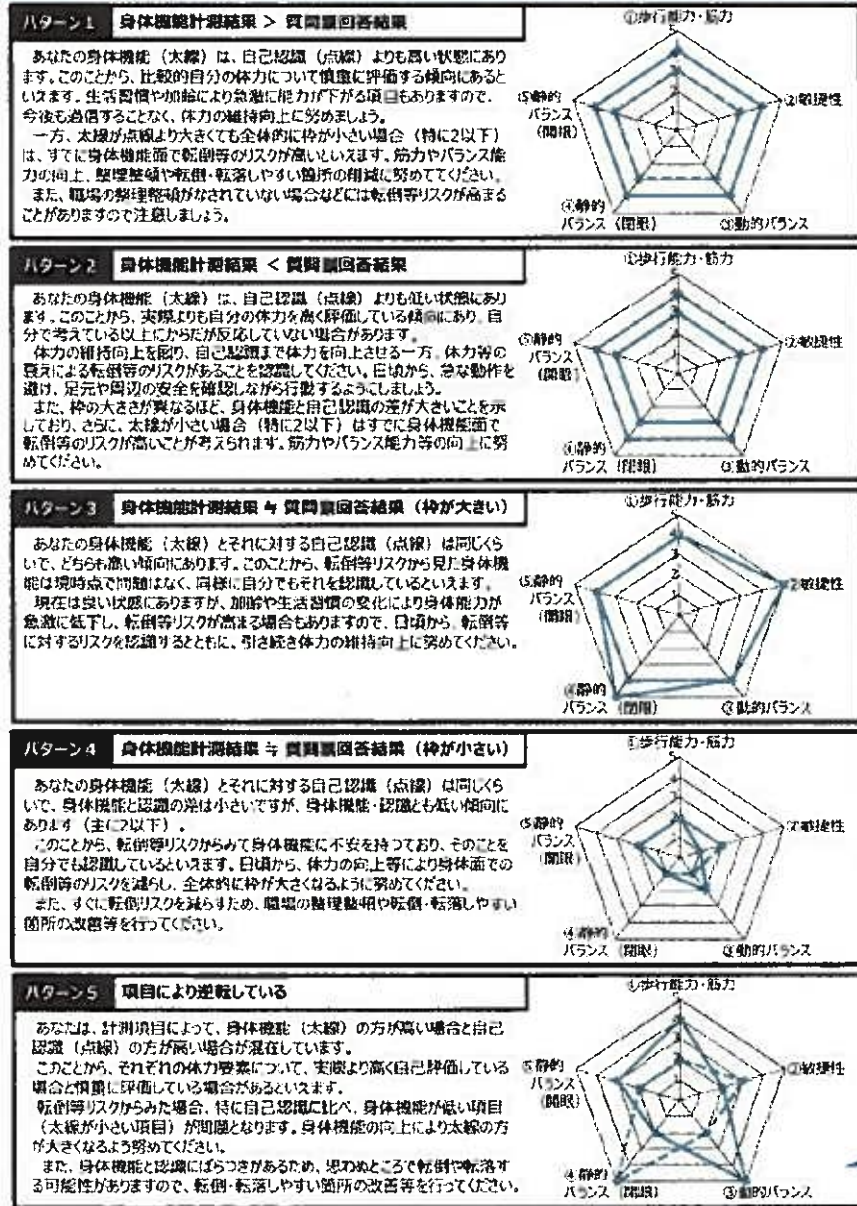 パターン1 身体機能計測結果 > 質問票回答結果
あなたの身体機能（太線）は、自己認識（点線）よりも高い状態にあり
ます。このことから、比較的自分の体力について慎重に評価する傾向にあると
いえます。生活習慣や加齢により急激に能力が下がる項目もありますので、
今後も過信することなく、体力の維持向上に努めましょう。
一方、太線が点線より大きくても全体的に枠が小さい場合（特に2以下）
は、すでに身体機能面で転倒等のリスクが高いといえます。筋力やバランス能
力の向上、整理整頓や転倒・転落しやすい箇所の削減に努めてください。
また、職場の整理整頓がなされていない場合などには転倒等リスクが高まる
ことがありますので注意しましょう。
①歩行能力・筋力
5
②敏捷性
③動的バランス
④静的
バランス（閉眼）
⑤静的
バランス
（開眼）
パターン2 身体機能計測結果 < 質問票回答結果
あなたの身体機能（太線）は、自己認識（点線）よりも低い状態にあり
ます。このことから、実際よりも自分の体力を高く評価している傾向にあり、自
分で考えている以上にからだが反応していない場合があります。
体力の維持向上を図り、自己認識まで体力を向上させる一方、体力等の
衰えによる転倒等のリスクがあることを認識してください。日頃から、急な動作を
避け、足元や周辺の安全を確認しながら行動するようにしましょう。
また、枠の大きさが異なるほど、身体機能と自己認識の差が大きいことを示
しており、さらに、太線が小さい場合（特に2以下）はすでに身体機能面で
転倒等のリスクが高いことが考えられます。筋力やバランス能力等の向上に努
めてください。
①歩行能力・筋力
5
②敏捷性
③動的バランス
④静的
バランス（閉眼）
⑤静的
バランス
（開眼）
パターン3 身体機能計測結果 ≒ 質問票回答結果（枠が大きい）
あなたの身体機能（太線）とそれに対する自己認識（点線）は同じくら
いで、どちらも高い傾向にあります。このことから、転倒等リスクから見た身体機
能は現時点で問題はなく、同様に自分でもそれを認識しているといえます。
現在は良い状態にありますが、加齢や生活習慣の変化により身体能力が
急激に低下し、転倒等リスクが高まる場合もありますので、日頃から、転倒等
に対するリスクを認識するとともに、引き続き体力の維持向上に努めてください。
①歩行能力・筋力
5
4
3
2
②敏捷性
③動的バランス
④静的
バランス（閉眼）
⑤静的
バランス
（開眼）
パターン4 身体機能計測結果 ≒ 質問票回答結果（枠が小さい）
あなたの身体機能（太線）とそれに対する自己認識（点線）は同じくら
いで、身体機能と認識の差は小さいですが、身体機能・認識とも低い傾向に
あります（主に2以下）。
このことから、転倒等リスクからみて身体機能に不安を持っており、そのことを
自分でも認識しているといえます。日頃から、体力の向上等により身体面での
転倒等のリスクを減らし、全体的に枠が大きくなるように努めてください。
また、すぐに転倒リスクを減らすため、職場の整理整頓や転倒・転落しやすい
箇所の改善等を行ってください。
①歩行能力・筋力
5
4
3
②敏捷性
③動的バランス
④静的
バランス（閉眼）
⑤静的
バランス
（開眼）
パターン5 項目により逆転している
あなたは、計測項目によって、身体機能（太線）の方が高い場合と自己
認識（点線）の方が高い場合が混在しています。
このことから、それぞれの体力要素について、実際より高く自己評価している
場合と慎重に評価している場合があるといえます。
転倒等リスクからみた場合、特に自己認識に比べ、身体機能が低い項目
（太線が小さい項目）が問題となります。身体機能の向上により太線の方
が大きくなるよう努めてください。
また、身体機能と認識にばらつきがあるため、思わぬところで転倒や転落す
る可能性がありますので、転倒・転落しやすい箇所の改善等を行ってください。
①歩行能力・筋力
5
②敏捷性
③動的バランス
④静的
バランス（閉眼）
⑤静的
バランス
（開眼）